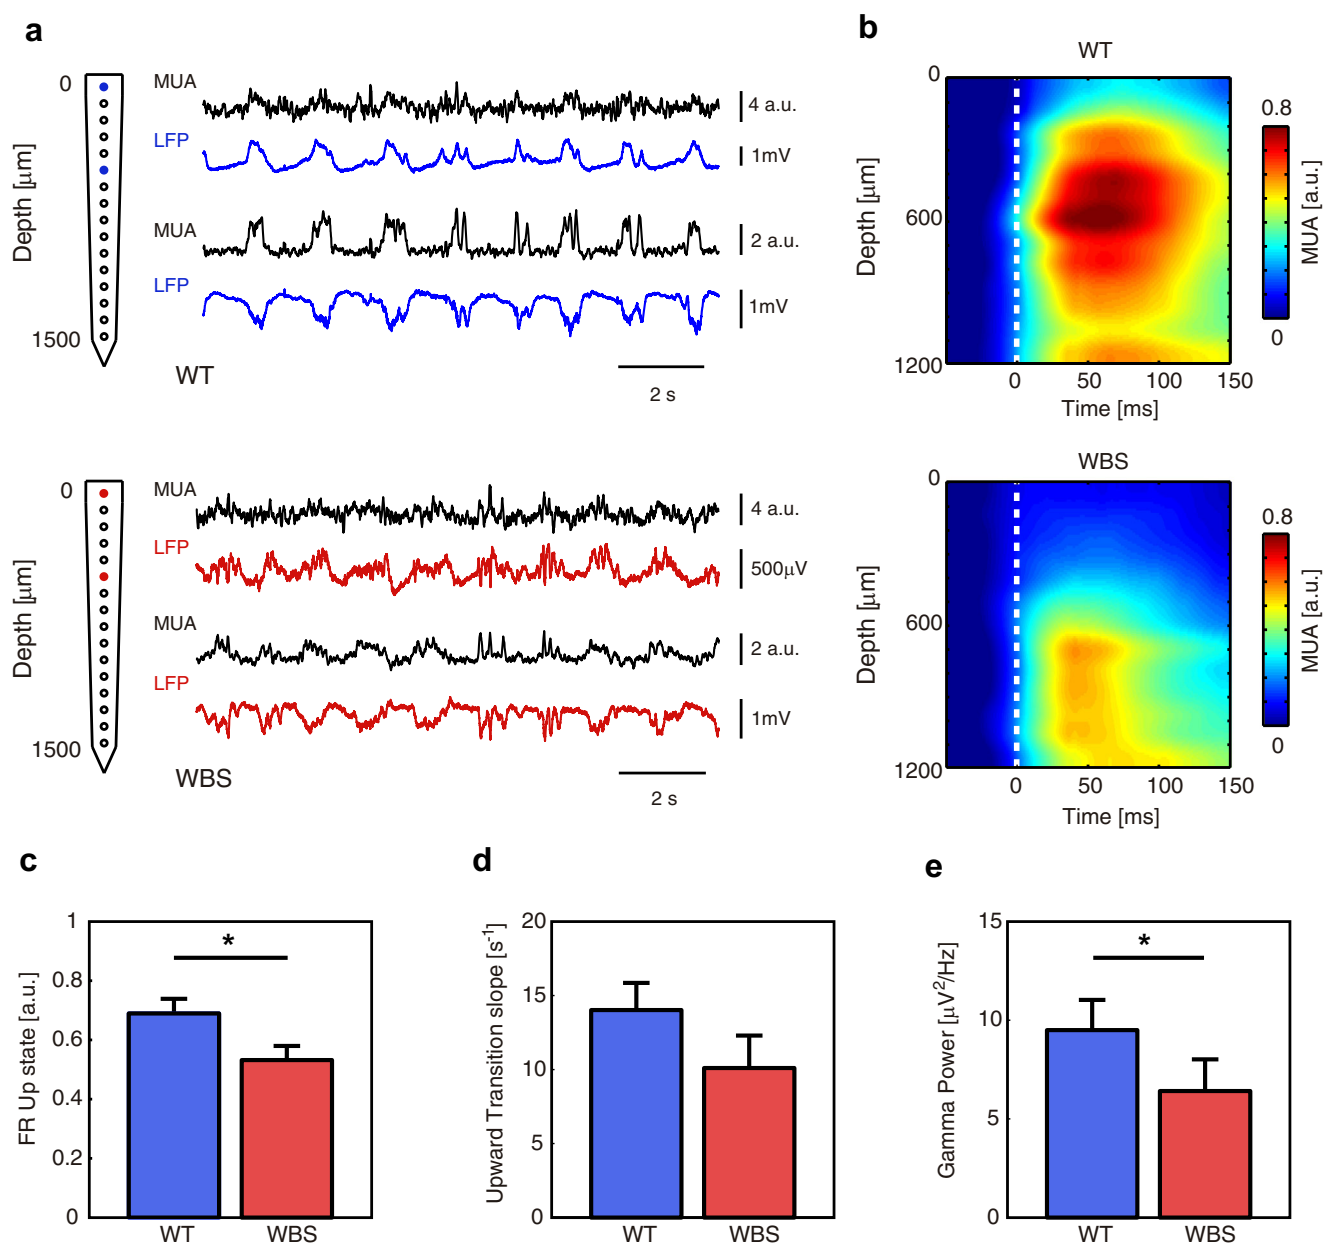 a
0
Depth [μm]
1500
MUA
4 a.u.
LFP
1mV
MUA
2 a.u.
LFP
1mV
WT
2 s
0
Depth [μm]
1500
MUA
4 a.u.
LFP
500μV
MUA
2 a.u.
LFP
1mV
WBS
2 s
b
WT
0
600
1200
Depth [μm]
0
50
100
150
Time [ms]
0.8
0
MUA [a.u.]
WBS
0
600
1200
Depth [μm]
0
50
100
150
Time [ms]
0.8
0
MUA [a.u.]
c
1
0.8
0.6
0.4
0.2
0
FR Up state [a.u.]
*
WT
WBS
d
20
15
10
5
0
Upward Transition slope [s⁻¹]
WT
WBS
e
15
10
5
0
Gamma Power [μV²/Hz]
*
WT
WBS